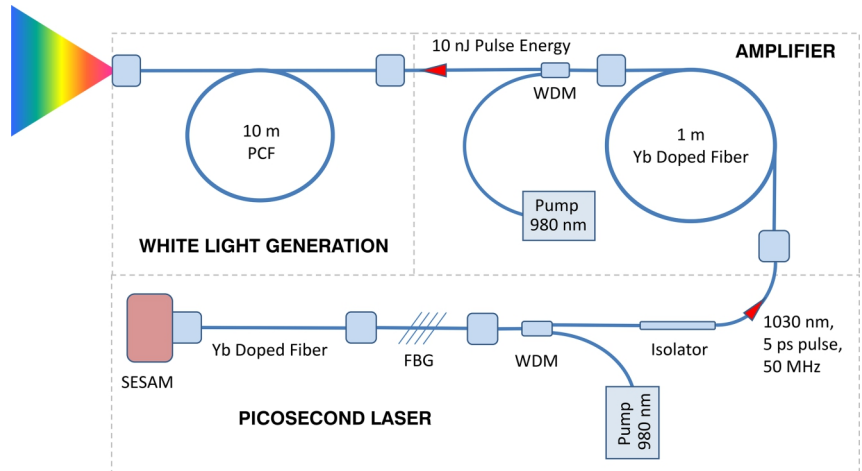 10 nJ Pulse Energy
AMPLIFIER
WDM
10 m
PCF
1 m
Yb Doped Fiber
Pump
980 nm
WHITE LIGHT GENERATION
1030 nm,
5 ps pulse,
50 MHz
Yb Doped Fiber
FBG
WDM
Isolator
SESAM
Pump
980 nm
PICOSECOND LASER